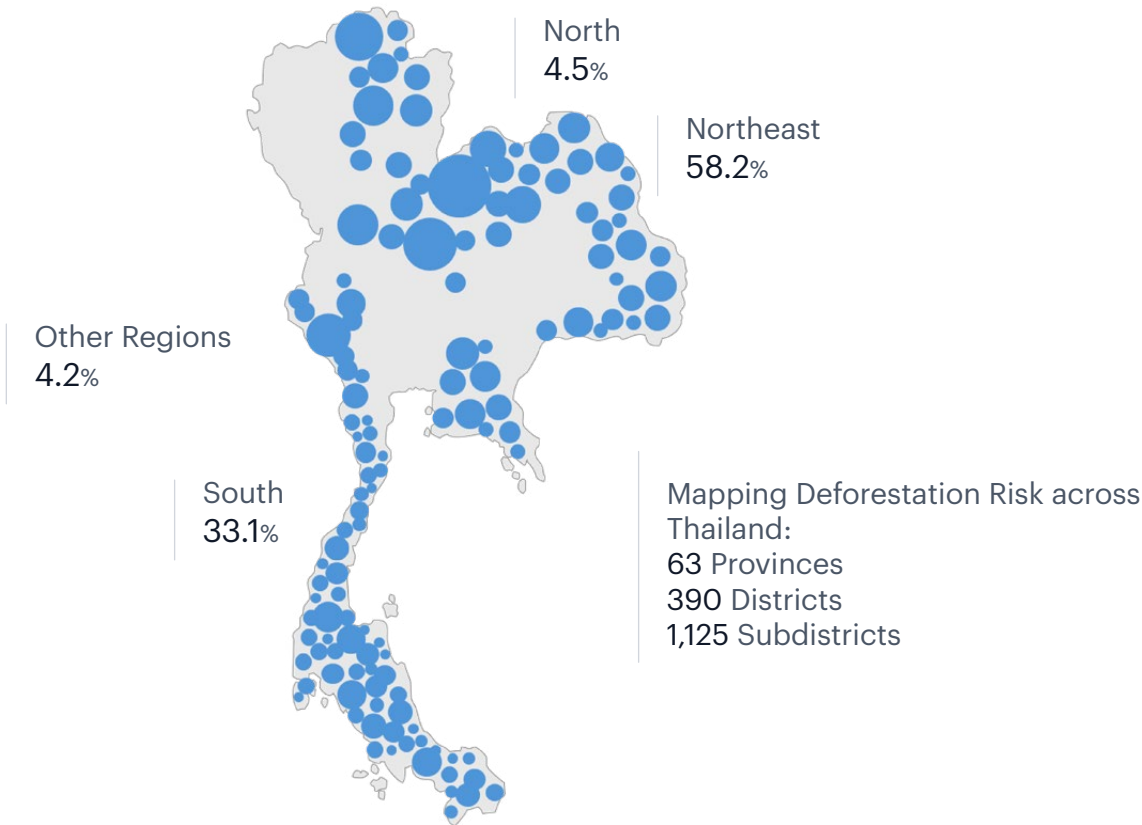 North
4.5%
Northeast
58.2%
Other Regions
4.2%
South
33.1%
Mapping Deforestation Risk across
Thailand:
63 Provinces
390 Districts
1,125 Subdistricts